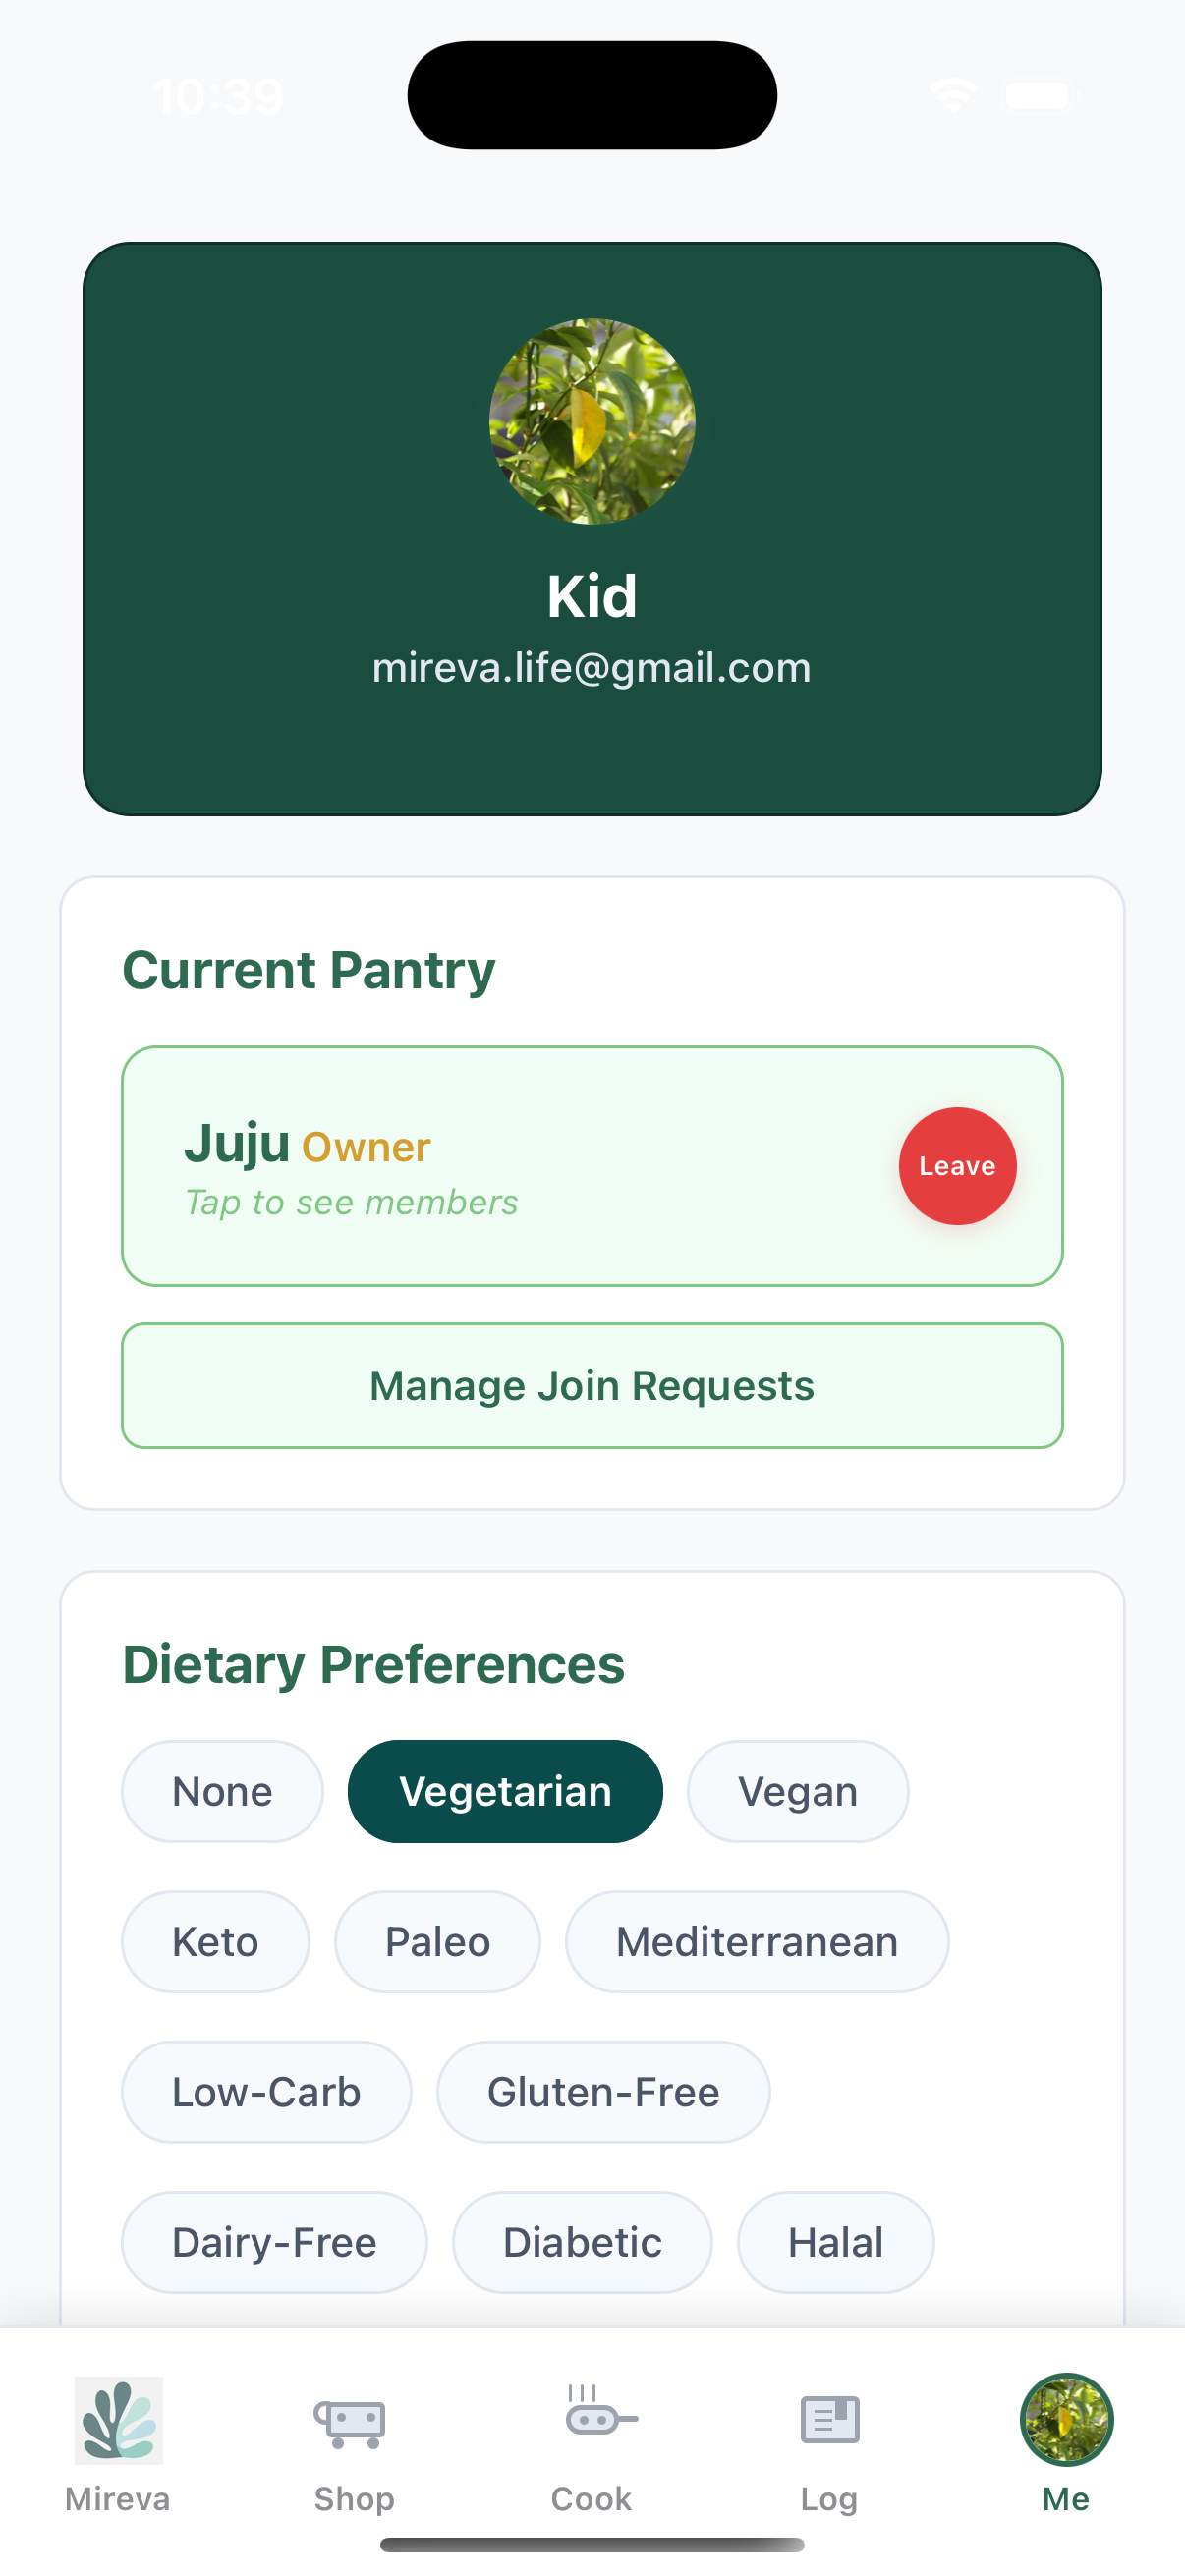 10:39
Kid
mireva.life@gmail.com
Current Pantry
Juju Owner
Tap to see members
Leave
Manage Join Requests
Dietary Preferences
None Vegetarian Vegan
Keto Paleo Mediterranean
Low-Carb Gluten-Free
Dairy-Free Diabetic Halal
Mireva Shop Cook Log Me